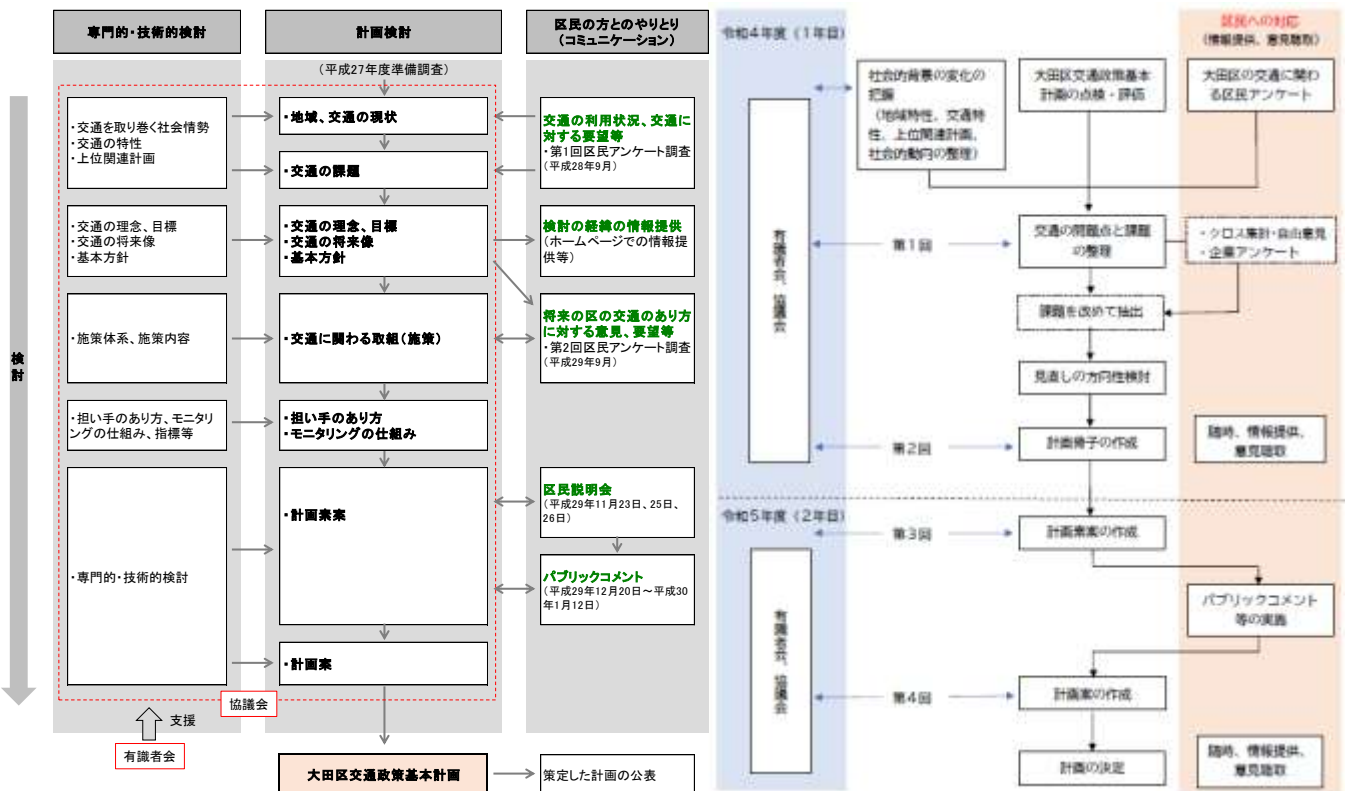 専門的・技術的検討
計画検討
区民の方とのやりとり
(コミュニケーション)
(平成27年度準備調査)
検討
・交通を取り巻く社会情勢
・交通の特性
・上位関連計画
・地域、交通の現状
・交通の課題
交通の利用状況、交通に
対する要望等
・第1回区民アンケート調査
(平成28年9月)
・交通の理念、目標
・交通の将来像
・基本方針
・交通の理念、目標
・交通の将来像
・基本方針
検討の経緯の情報提供
(ホームページでの情報提
供等)
・施策体系、施策内容
・交通に関わる取組(施策)
将来の区の交通のあり方
に対する意見、要望等
・第2回区民アンケート調査
(平成29年9月)
・担い手のあり方、モニタリ
ングの仕組み、指標等
・担い手のあり方
・モニタリングの仕組み
・専門的・技術的検討
・計画素案
区民説明会
(平成29年11月23日、25日、
26日)
パブリックコメント
(平成29年12月20日～平成30
年1月12日)
・計画案
協議会
支援
有識者会
大田区交通政策基本計画
策定した計画の公表
令和4年度(1年目)
区民への対応
(情報提供、意見聴取)
社会的背景の変化の
把握
(地域特性、交通特
性、上位関連計画、
社会的動向の整理)
大田区交通政策基本
計画の点検・評価
大田区の交通に関わ
る区民アンケート
有識者会、協議会
第1回
交通の問題点と課題
の整理
・クロス集計・自由意見
・企業アンケート
課題を改めて抽出
見直しの方向性検討
第2回
計画骨子の作成
随時、情報提供、
意見聴取
令和5年度(2年目)
有識者会、協議会
第3回
計画素案の作成
パブリックコメント
等の実施
第4回
計画案の作成
計画の決定
随時、情報提供、
意見聴取